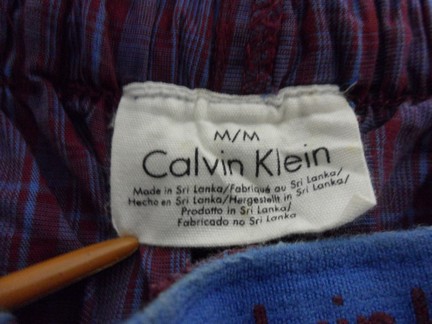 M/M
Calvin Klein
Made in Sri Lanka/Fabriqué au Sri Lanka/
Hecho en Sri Lanka/Hergestellt in Sri Lanka/
Prodotto in Sri Lanka/
Fabricado no Sri Lanka